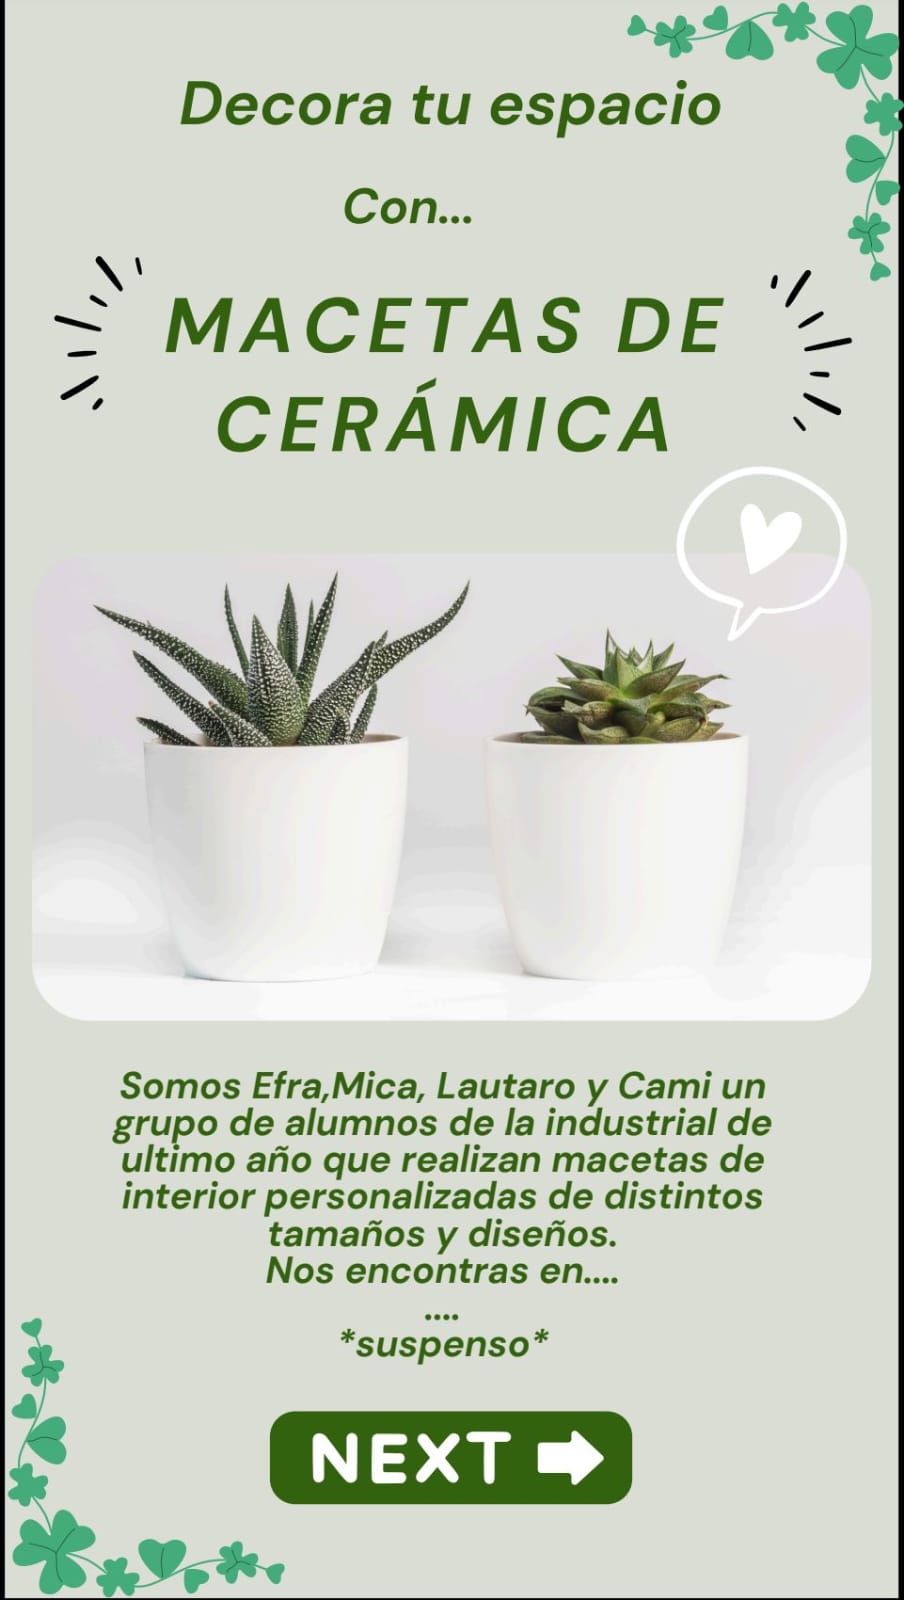 Decora tu espacio
Con...
MACETAS DE
CERÁMICA
Somos Efra,Mica, Lautaro y Cami un
grupo de alumnos de la industrial de
ultimo año que realizan macetas de
interior personalizadas de distintos
tamaños y diseños.
Nos encontras en....
....
*suspenso*
NEXT